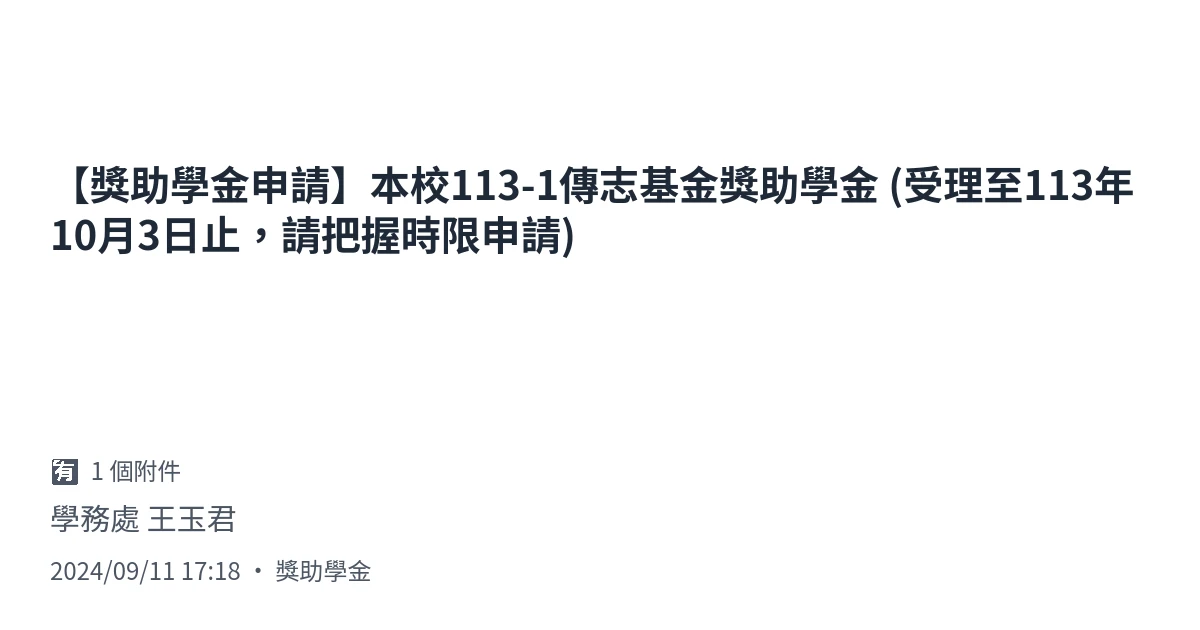 【獎助學金申請】本校113-1傳志基金獎助學金 (受理至113年
10月3日止，請把握時限申請)
🈶 1 個附件
學務處 王玉君
2024/09/11 17:18 • 獎助學金